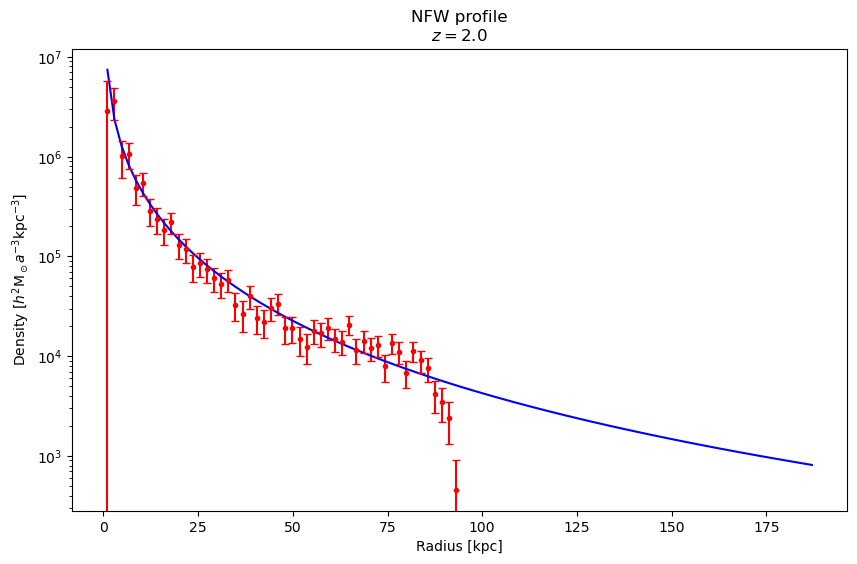 NFW profile
z = 2.0
10⁷
10⁶
10⁵
10⁴
10³
Density [h²M⊙a⁻³kpc⁻³]
0 25 50 75 100 125 150 175
Radius [kpc]